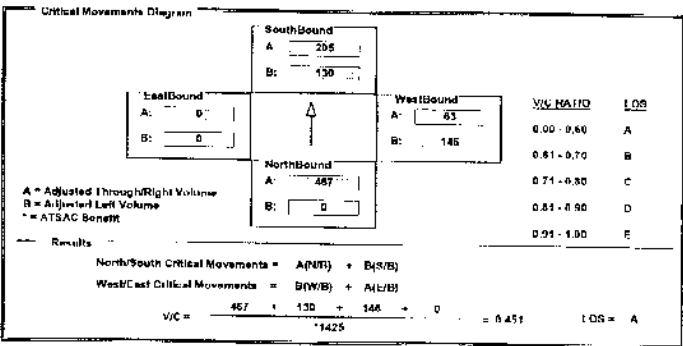 Critical Movements Diagram
SouthBound
A: 205
B: 130
EastBound
A: 0
B: 0
WestBound
A: 63
B: 146
NorthBound
A: 467
B: 0
V/C RATIO LOS
0.00 - 0.60 A
0.61 - 0.70 B
0.71 - 0.80 C
0.81 - 0.90 D
0.91 - 1.00 E
A = Adjusted Through/Right Volume
B = Adjusted Left Volume
* = ATSAC Benefit
Results
North/South Critical Movements = A(N/B) + B(S/B)
West/East Critical Movements = B(W/B) + A(E/B)
V/C = 467 + 130 + 146 + 0 = 0.451 LOS = A
*1425